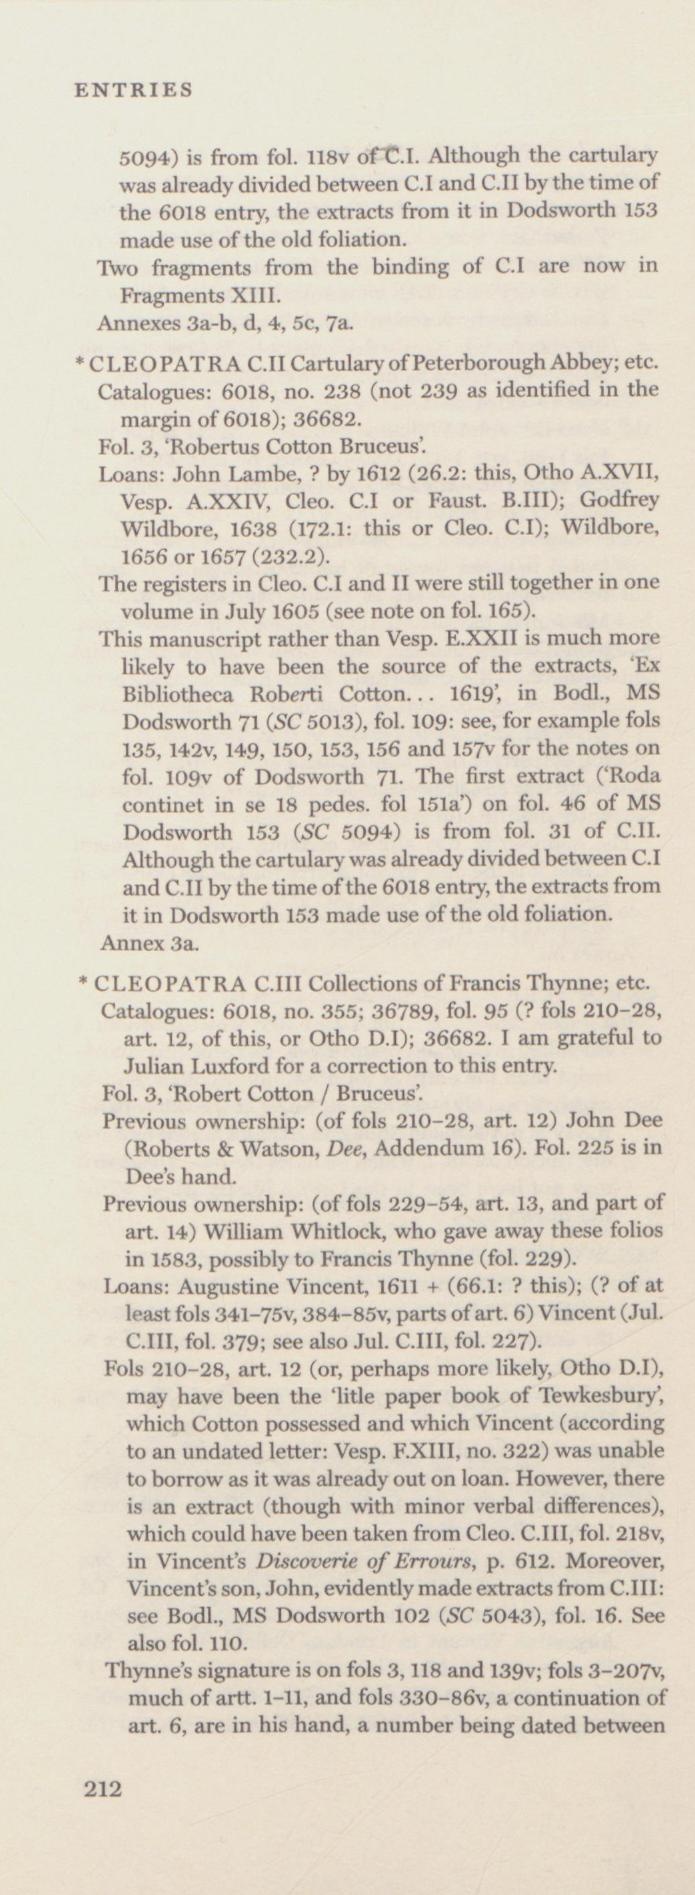 ENTRIES
5094) is from fol. 118v of C.I. Although the cartulary
was already divided between C.I and C.II by the time of
the 6018 entry, the extracts from it in Dodsworth 153
made use of the old foliation.
Two fragments from the binding of C.I are now in
Fragments XIII.
Annexes 3a-b, d, 4, 5c, 7a.
* CLEOPATRA C.II Cartulary of Peterborough Abbey; etc.
Catalogues: 6018, no. 238 (not 239 as identified in the
margin of 6018); 36682.
Fol. 3, ‘Robertus Cotton Bruceus’.
Loans: John Lambe, ? by 1612 (26.2: this, Otho A.XVII,
Vesp. A.XXIV, Cleo. C.I or Faust. B.III); Godfrey
Wildbore, 1638 (172.1: this or Cleo. C.I); Wildbore,
1656 or 1657 (232.2).
The registers in Cleo. C.I and II were still together in one
volume in July 1605 (see note on fol. 165).
This manuscript rather than Vesp. E.XXII is much more
likely to have been the source of the extracts, ‘Ex
Bibliotheca Roberti Cotton... 1619’, in Bodl., MS
Dodsworth 71 (SC 5013), fol. 109: see, for example fols
135, 142v, 149, 150, 153, 156 and 157v for the notes on
fol. 109v of Dodsworth 71. The first extract (‘Roda
continet in se 18 pedes. fol 151a’) on fol. 46 of MS
Dodsworth 153 (SC 5094) is from fol. 31 of C.II.
Although the cartulary was already divided between C.I
and C.II by the time of the 6018 entry, the extracts from
it in Dodsworth 153 made use of the old foliation.
Annex 3a.
* CLEOPATRA C.III Collections of Francis Thynne; etc.
Catalogues: 6018, no. 355; 36789, fol. 95 (? fols 210–28,
art. 12, of this, or Otho D.I); 36682. I am grateful to
Julian Luxford for a correction to this entry.
Fol. 3, ‘Robert Cotton / Bruceus’.
Previous ownership: (of fols 210–28, art. 12) John Dee
(Roberts & Watson, Dee, Addendum 16). Fol. 225 is in
Dee's hand.
Previous ownership: (of fols 229–54, art. 13, and part of
art. 14) William Whitlock, who gave away these folios
in 1583, possibly to Francis Thynne (fol. 229).
Loans: Augustine Vincent, 1611 + (66.1: ? this); (? of at
least fols 341–75v, 384–85v, parts of art. 6) Vincent (Jul.
C.III, fol. 379; see also Jul. C.III, fol. 227).
Fols 210–28, art. 12 (or, perhaps more likely, Otho D.I),
may have been the ‘litle paper book of Tewkesbury’,
which Cotton possessed and which Vincent (according
to an undated letter: Vesp. F.XIII, no. 322) was unable
to borrow as it was already out on loan. However, there
is an extract (though with minor verbal differences),
which could have been taken from Cleo. C.III, fol. 218v,
in Vincent's Discoverie of Errours, p. 612. Moreover,
Vincent's son, John, evidently made extracts from C.III:
see Bodl., MS Dodsworth 102 (SC 5043), fol. 16. See
also fol. 110.
Thynne's signature is on fols 3, 118 and 139v; fols 3–207v,
much of artt. 1–11, and fols 330–86v, a continuation of
art. 6, are in his hand, a number being dated between
212